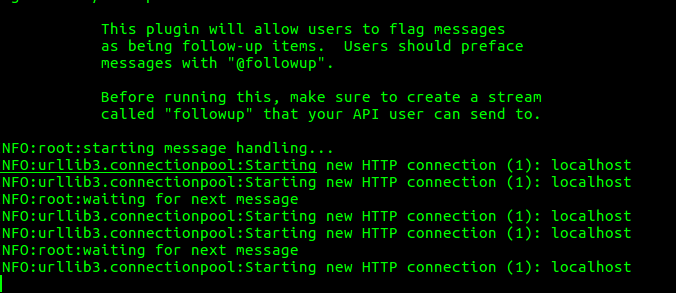 This plugin will allow users to flag messages
as being follow-up items.  Users should preface
messages with "@followup".
Before running this, make sure to create a stream
called "followup" that your API user can send to.
NFO:root:starting message handling...
NFO:urllib3.connectionpool:Starting new HTTP connection (1): localhost
NFO:urllib3.connectionpool:Starting new HTTP connection (1): localhost
NFO:root:waiting for next message
NFO:urllib3.connectionpool:Starting new HTTP connection (1): localhost
NFO:urllib3.connectionpool:Starting new HTTP connection (1): localhost
NFO:root:waiting for next message
NFO:urllib3.connectionpool:Starting new HTTP connection (1): localhost